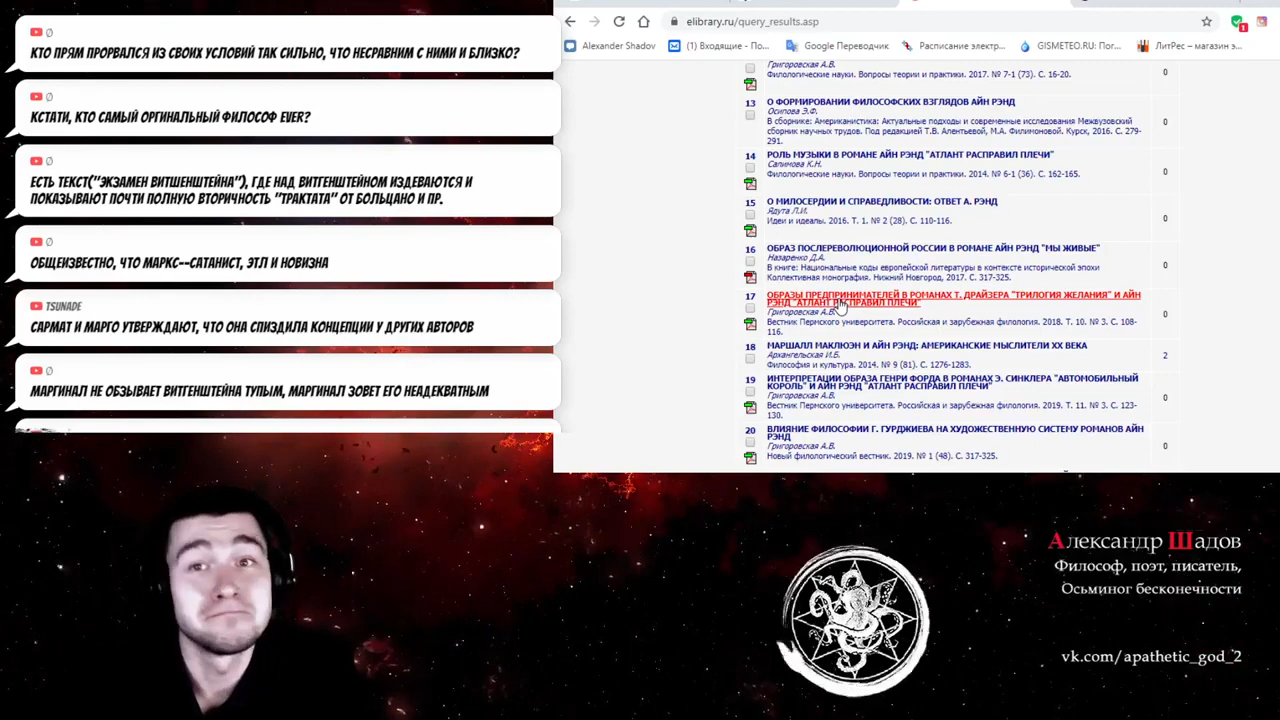 Ø
КТО ПРЯМ ПРОРВАЛСЯ ИЗ СВОИХ УСЛОВИЙ ТАК СИЛЬНО, ЧТО НЕСРАВНИМ С НИМИ И БЛИЗКО?
Ø
КСТАТИ, КТО САМЫЙ ОРГИНАЛЬНЫЙ ФИЛОСОФ EVER?
Ø
ЕСТЬ ТЕКСТ("ЭКЗАМЕН ВИТШЕНШТЕЙНА"), ГДЕ НАД ВИТГЕНШТЕЙНОМ ИЗДЕВАЮТСЯ И
ПОКАЗЫВАЮТ ПОЧТИ ПОЛНУЮ ВТОРИЧНОСТЬ "ТРАКТАТА" ОТ БОЛЬЦАНО И ПР.
Ø
ОБЩЕИЗВЕСТНО, ЧТО МАРКС--САТАНИСТ, ЭТЛ И НОВИЗНА
TSUNADE
САРМАТ И МАРГО УТВЕРЖДАЮТ, ЧТО ОНА СПИЗДИЛА КОНЦЕПЦИИ У ДРУГИХ АВТОРОВ
Ø
МАРГИНАЛ НЕ ОБЗЫВАЕТ ВИТГЕНШТЕЙНА ТУПЫМ, МАРГИНАЛ ЗОВЕТ ЕГО НЕАДЕКВАТНЫМ
elibrary.ru/query_results.asp
1
Alexander Shadov
(1) Входящие - По...
Google Переводчик
Расписание электр...
GISMETEO.RU: Пог...
ЛитРес – магазин э...
Григоровская А.В.
Филологические науки. Вопросы теории и практики. 2017. № 7-1 (73). С. 16-20.
0
13
О ФОРМИРОВАНИИ ФИЛОСОФСКИХ ВЗГЛЯДОВ АЙН РЭНД
Осипова Э.Ф.
В сборнике: Американистика: Актуальные подходы и современные исследования Межвузовский
сборник научных трудов. Под редакцией Т.В. Алентьевой, М.А. Филимоновой. Курск, 2016. С. 279-
291.
0
14
РОЛЬ МУЗЫКИ В РОМАНЕ АЙН РЭНД "АТЛАНТ РАСПРАВИЛ ПЛЕЧИ"
Салимова К.Н.
Филологические науки. Вопросы теории и практики. 2014. № 6-1 (36). С. 162-165.
0
15
О МИЛОСЕРДИИ И СПРАВЕДЛИВОСТИ: ОТВЕТ А. РЭНД
Ядута Л.И.
Идеи и идеалы. 2016. Т. 1. № 2 (28). С. 110-116.
0
16
ОБРАЗ ПОСЛЕРЕВОЛЮЦИОННОЙ РОССИИ В РОМАНЕ АЙН РЭНД "МЫ ЖИВЫЕ"
Назаренко Д.А.
В книге: Национальные коды европейской литературы в контексте исторической эпохи
Коллективная монография. Нижний Новгород, 2017. С. 317-325.
0
17
ОБРАЗЫ ПРЕДПРИНИМАТЕЛЕЙ В РОМАНАХ Т. ДРАЙЗЕРА "ТРИЛОГИЯ ЖЕЛАНИЯ" И АЙН
РЭНД "АТЛАНТ РАСПРАВИЛ ПЛЕЧИ"
Григоровская А.В.
Вестник Пермского университета. Российская и зарубежная филология. 2018. Т. 10. № 3. С. 108-
116.
0
18
МАРШАЛЛ МАКЛЮЭН И АЙН РЭНД: АМЕРИКАНСКИЕ МЫСЛИТЕЛИ XX ВЕКА
Архангельская И.Б.
Философия и культура. 2014. № 9 (81). С. 1276-1283.
2
19
ИНТЕРПРЕТАЦИИ ОБРАЗА ГЕНРИ ФОРДА В РОМАНАХ Э. СИНКЛЕРА "АВТОМОБИЛЬНЫЙ
КОРОЛЬ" И АЙН РЭНД "АТЛАНТ РАСПРАВИЛ ПЛЕЧИ"
Григоровская А.В.
Вестник Пермского университета. Российская и зарубежная филология. 2019. Т. 11. № 3. С. 123-
130.
0
20
ВЛИЯНИЕ ФИЛОСОФИИ Г. ГУРДЖИЕВА НА ХУДОЖЕСТВЕННУЮ СИСТЕМУ РОМАНОВ АЙН
РЭНД
Григоровская А.В.
Новый филологический вестник. 2019. № 1 (48). С. 317-325.
0
Александр Шадов
Философ, поэт, писатель,
Осьминог бесконечности
vk.com/apathetic_god_2